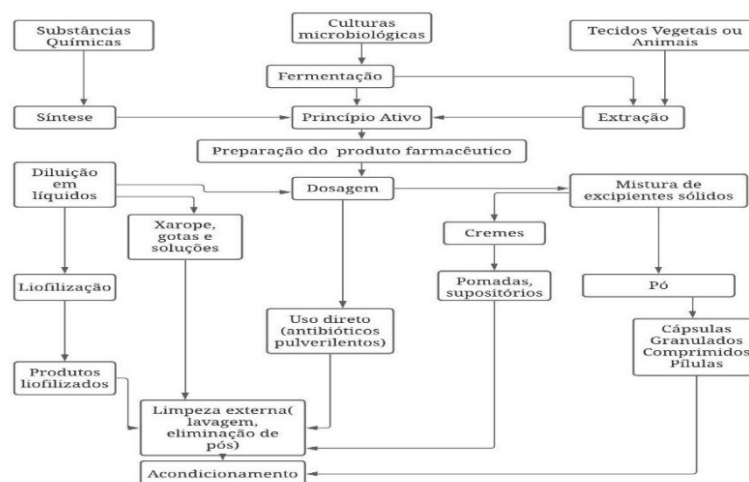 Substâncias
Químicas
Culturas
microbiológicas
Tecidos Vegetais ou
Animais
Fermentação
Síntese
Princípio Ativo
Extração
Preparação do produto farmacêutico
Diluição
em
líquidos
Dosagem
Mistura de
excipientes sólidos
Xarope,
gotas e
soluções
Cremes
Liofilização
Pomadas,
supositórios
Pó
Uso direto
(antibióticos
pulverilentos)
Cápsulas
Granulados
Comprimidos
Pílulas
Produtos
liofilizados
Limpeza externa(
lavagem,
eliminação de
pós)
Acondicionamento